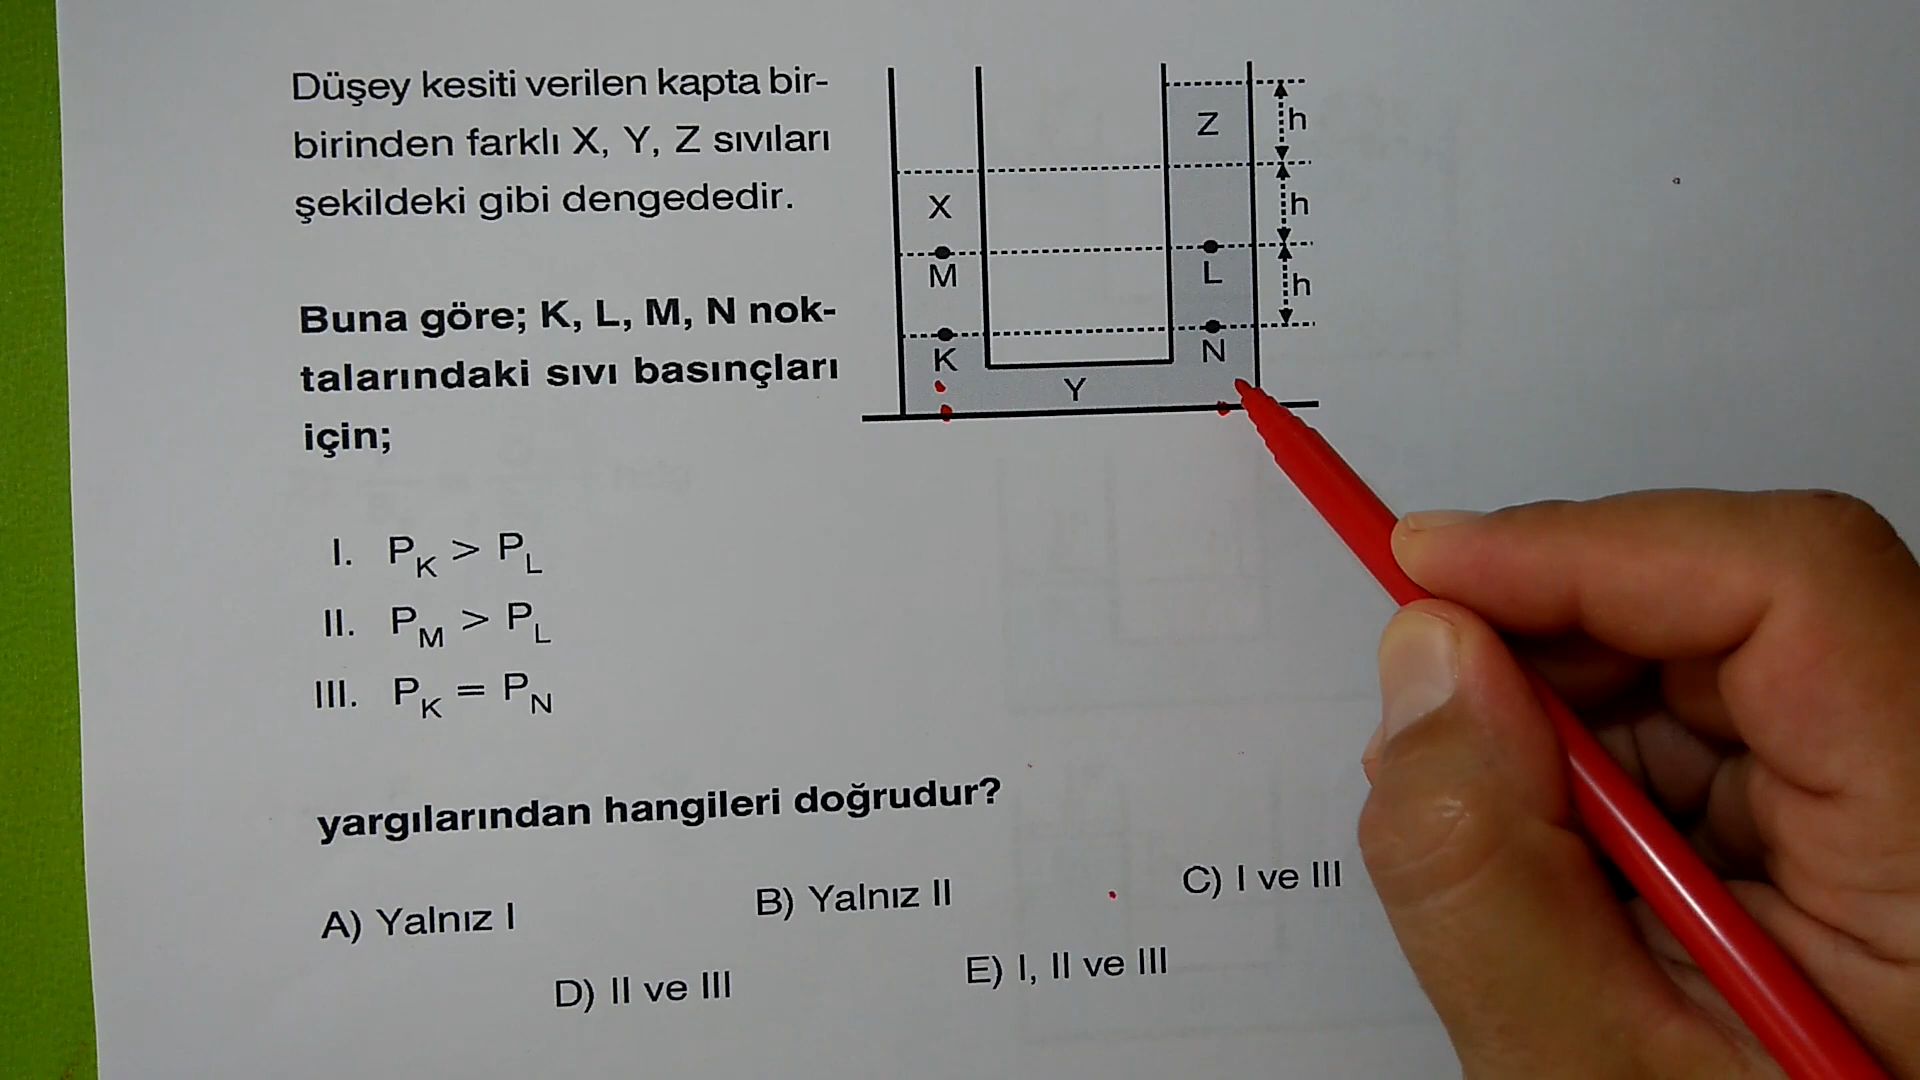 Düşey kesiti verilen kapta bir-
birinden farklı X, Y, Z sıvıları
şekildeki gibi dengededir.
Buna göre; K, L, M, N nok-
talarındaki sıvı basınçları
için;
I. PK > PL
II. PM > PL
III. PK = PN
yargılarından hangileri doğrudur?
A) Yalnız I
B) Yalnız II
C) I ve III
D) II ve III
E) I, II ve III
Z
h
X
h
M
L
h
K
N
Y